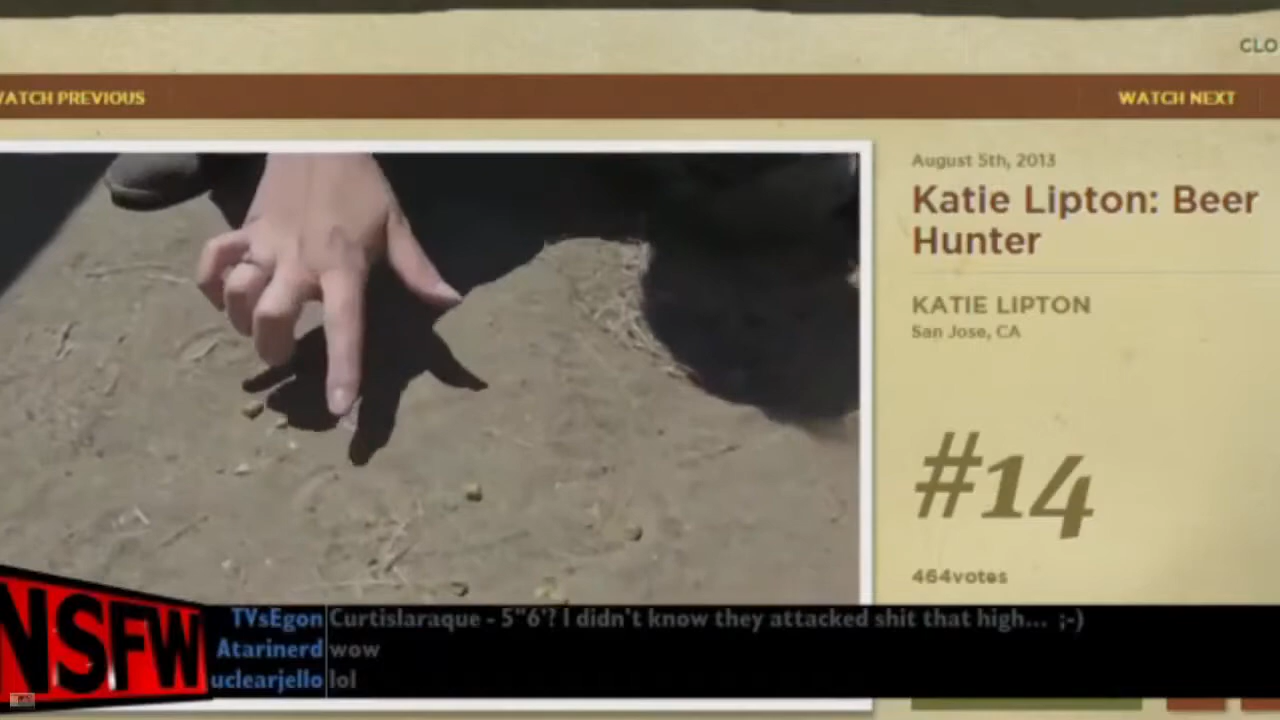 CLO
WATCH PREVIOUS
WATCH NEXT
August 5th, 2013
Katie Lipton: Beer
Hunter
KATIE LIPTON
San Jose, CA
#14
464votes
NSFW
TVsEgon Curtislaraque - 5"6'? I didn't know they attacked shit that high... ;-)
Atarinerd wow
uclearjello lol